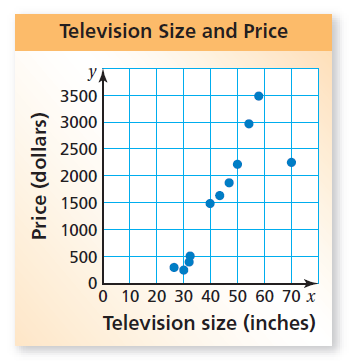 Television Size and Price
y
3500
3000
2500
2000
1500
1000
500
0
0 10 20 30 40 50 60 70 x
Price (dollars)
Television size (inches)